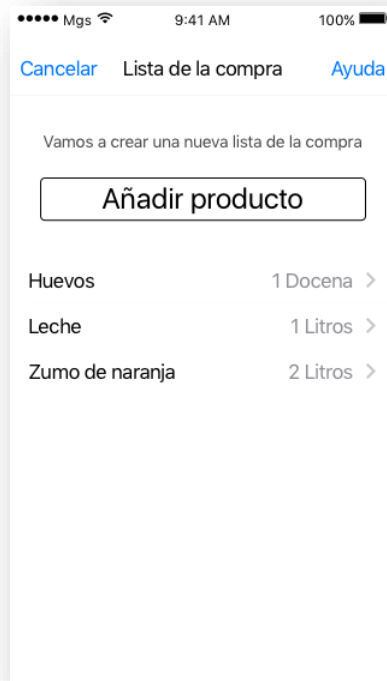 Mgs 9:41 AM 100%
Cancelar Lista de la compra Ayuda
Vamos a crear una nueva lista de la compra
Añadir producto
Huevos 1 Docena
Leche 1 Litros
Zumo de naranja 2 Litros